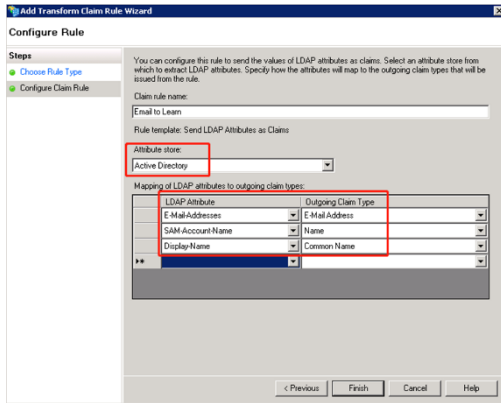 Add Transform Claim Rule Wizard
Configure Rule
Steps
Choose Rule Type
Configure Claim Rule
You can configure this rule to send the values of LDAP attributes as claims. Select an attribute store from
which to extract LDAP attributes. Specify how the attributes will map to the outgoing claim types that will be
issued from the rule.
Claim rule name:
Email to Learn
Rule template: Send LDAP Attributes as Claims
Attribute store:
Active Directory
Mapping of LDAP attributes to outgoing claim types:
LDAP Attribute Outgoing Claim Type
E-Mail-Addresses E-Mail Address
SAM-Account-Name Name
Display-Name Common Name
< Previous Finish Cancel Help